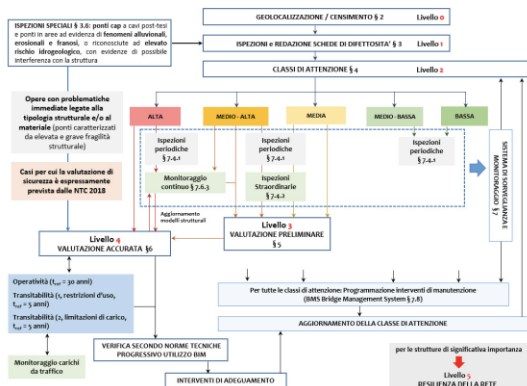 ISPEZIONI SPECIALI § 3.6: ponti cap a cavi post-tesi
e ponti in aree ad evidenza di fenomeni alluvionali,
erosionali e franosi, o riconosciute ad elevato
rischio idrogeologico, con evidenze di possibile
interferenza con la struttura
GEOLOCALIZZAZIONE / CENSIMENTO § 2 Livello 0
ISPEZIONI e REDAZIONE SCHEDE DI DIFETTOSITA' § 3 Livello 1
CLASSI DI ATTENZIONE § 4 Livello 2
Opere con problematiche
immediate legate alla
tipologia strutturale e/o al
materiale (ponti caratterizzati
da elevata e grave fragilità
strutturale)
Casi per cui la valutazione di
sicurezza è espressamente
prevista dalle NTC 2018
ALTA
MEDIO - ALTA
MEDIA
MEDIO - BASSA
BASSA
Ispezioni
periodiche
§ 7.4.1
Ispezioni
periodiche
§ 7.4.1
Ispezioni
periodiche
§ 7.4.1
Monitoraggio
continuo § 7.6.3
Ispezioni
Straordinarie
§ 7.4.2
SISTEMA DI SORVEGLIANZA E
MONITORAGGIO § 7
Aggiornamento
modelli strutturali
Livello 4
VALUTAZIONE ACCURATA §6
Livello 3
VALUTAZIONE PRELIMINARE
§ 5
Operatività (tref = 30 anni)
Transitabilità (1, restrizioni d'uso,
tref = 5 anni)
Transitabilità (2, limitazioni di carico,
tref = 5 anni)
Monitoraggio carichi
da traffico
Per tutte le classi di attenzione: Programmazione interventi di manutenzione
(BMS Bridge Management System § 7.8)
AGGIORNAMENTO DELLA CLASSE DI ATTENZIONE
VERIFICA SECONDO NORME TECNICHE
PROGRESSIVO UTILIZZO BIM
INTERVENTI DI ADEGUAMENTO
per le strutture di significativa importanza
Livello 5
RESILIENZA DELLA RETE